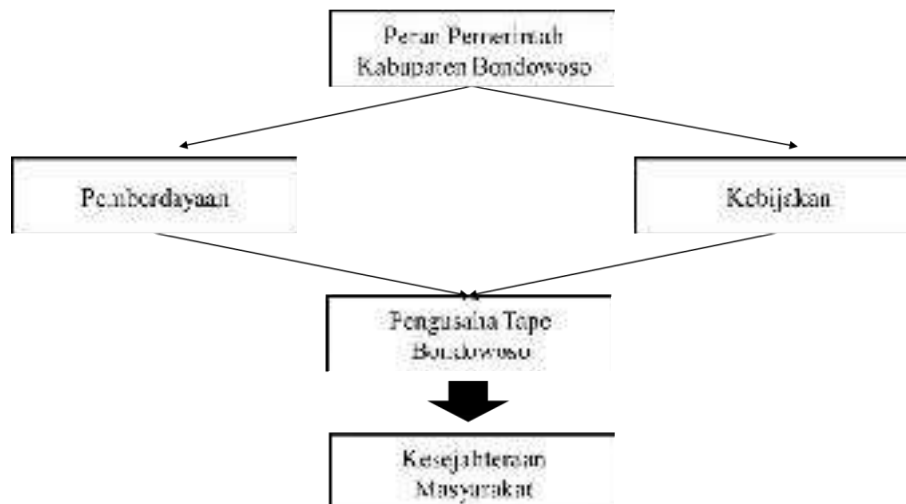 Peran Pemerintah
Kabupaten Bondowoso
Pemberdayaan
Kebijakan
Pengusaha Tape
Bondowoso
Kesejahteraan
Masyarakat